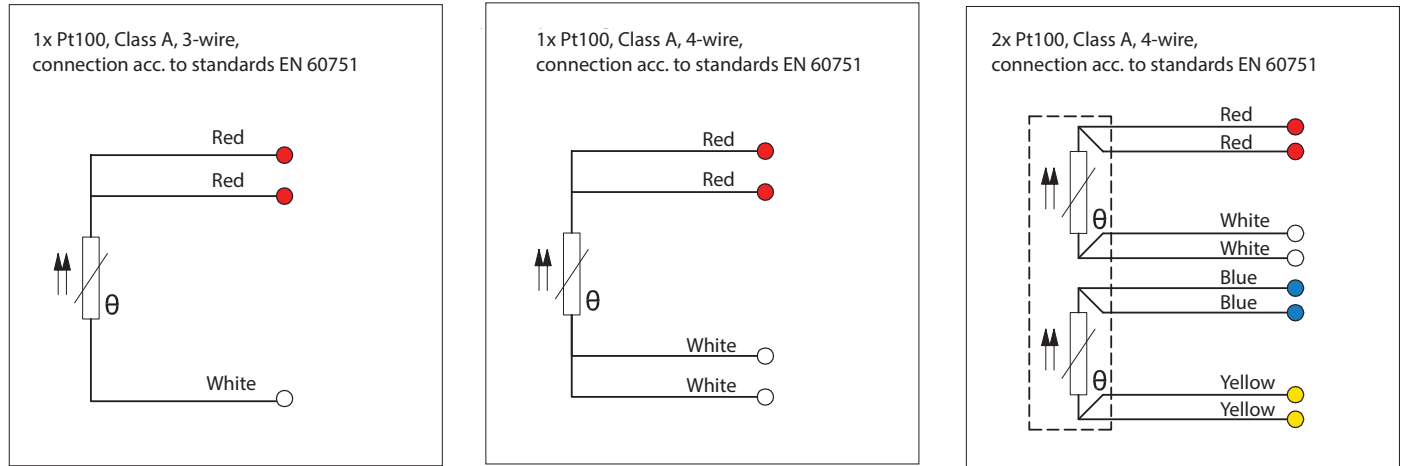 1x Pt100, Class A, 3-wire,
connection acc. to standards EN 60751
Red
Red
θ
White
1x Pt100, Class A, 4-wire,
connection acc. to standards EN 60751
Red
Red
θ
White
White
2x Pt100, Class A, 4-wire,
connection acc. to standards EN 60751
Red
Red
θ
White
White
Blue
Blue
θ
Yellow
Yellow